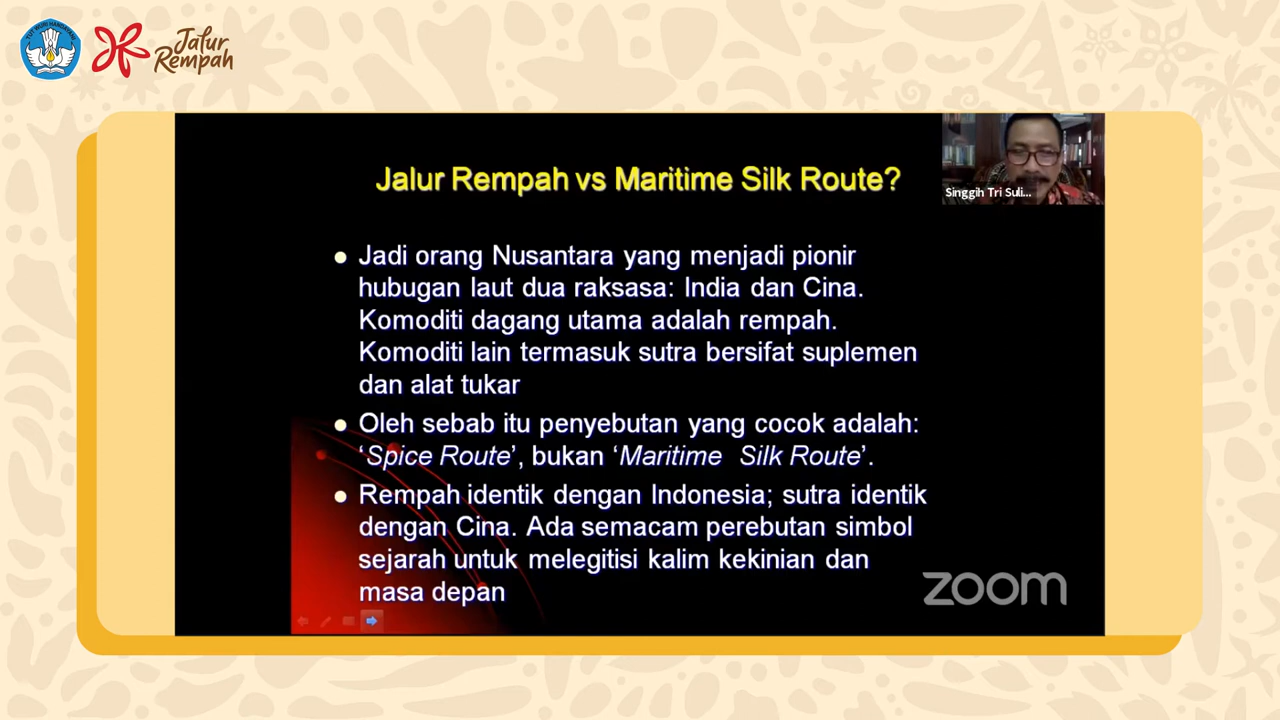 TUT WURI HANDAYANI
Jalur
Rempah
Jalur Rempah vs Maritime Silk Route?
Singgih Tri Suli...
• Jadi orang Nusantara yang menjadi pionir
hubugan laut dua raksasa: India dan Cina.
Komoditi dagang utama adalah rempah.
Komoditi lain termasuk sutra bersifat suplemen
dan alat tukar
• Oleh sebab itu penyebutan yang cocok adalah:
‘Spice Route’, bukan ‘Maritime Silk Route’.
• Rempah identik dengan Indonesia; sutra identik
dengan Cina. Ada semacam perebutan simbol
sejarah untuk melegitisi kalim kekinian dan
masa depan
zoom